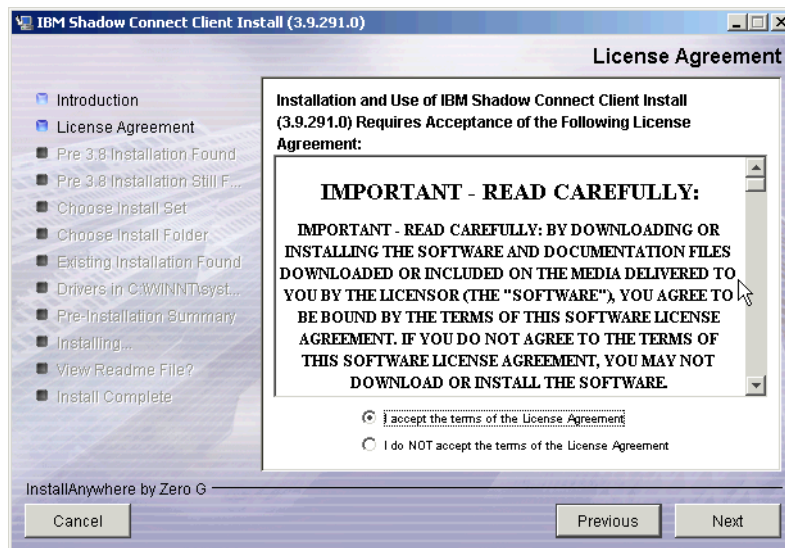 IBM Shadow Connect Client Install (3.9.291.0)
License Agreement
Introduction
License Agreement
Pre 3.8 Installation Found
Pre 3.8 Installation Still F...
Choose Install Set
Choose Install Folder
Existing Installation Found
Drivers in C:\WINNT\syst...
Pre-Installation Summary
Installing...
View Readme File?
Install Complete
Installation and Use of IBM Shadow Connect Client Install
(3.9.291.0) Requires Acceptance of the Following License
Agreement:
IMPORTANT - READ CAREFULLY:
IMPORTANT - READ CAREFULLY: BY DOWNLOADING OR
INSTALLING THE SOFTWARE AND DOCUMENTATION FILES
DOWNLOADED OR INCLUDED ON THE MEDIA DELIVERED TO
YOU BY THE LICENSOR (THE "SOFTWARE"), YOU AGREE TO
BE BOUND BY THE TERMS OF THIS SOFTWARE LICENSE
AGREEMENT. IF YOU DO NOT AGREE TO THE TERMS OF
THIS SOFTWARE LICENSE AGREEMENT, YOU MAY NOT
DOWNLOAD OR INSTALL THE SOFTWARE.
I accept the terms of the License Agreement
I do NOT accept the terms of the License Agreement
InstallAnywhere by Zero G
Cancel
Previous
Next